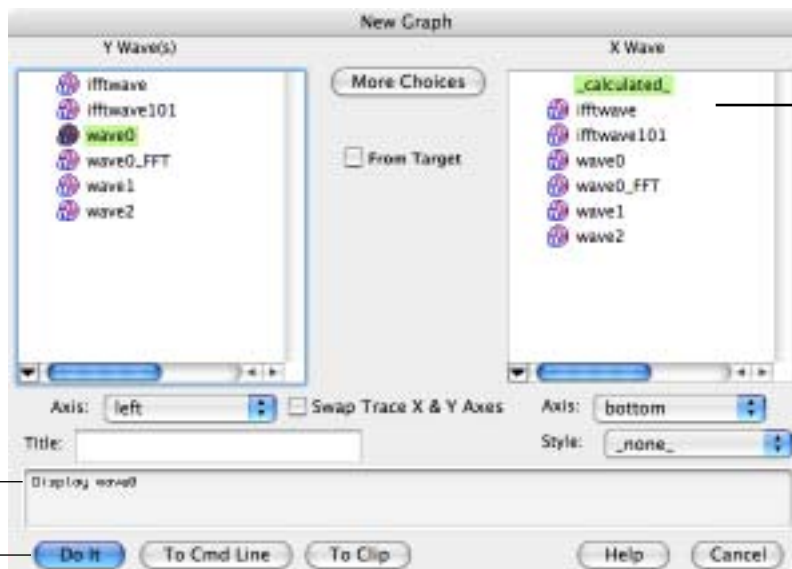 New Graph
Y Wave(s)
X Wave
ifftwave
ifftwave101
wave0
wave0_FFT
wave1
wave2
More Choices
From Target
_calculated_
ifftwave
ifftwave101
wave0
wave0_FFT
wave1
wave2
Axis: left
Swap Trace X & Y Axes
Axis: bottom
Title:
Style: _none_
Display wave0
Do It
To Cmd Line
To Clip
Help
Cancel